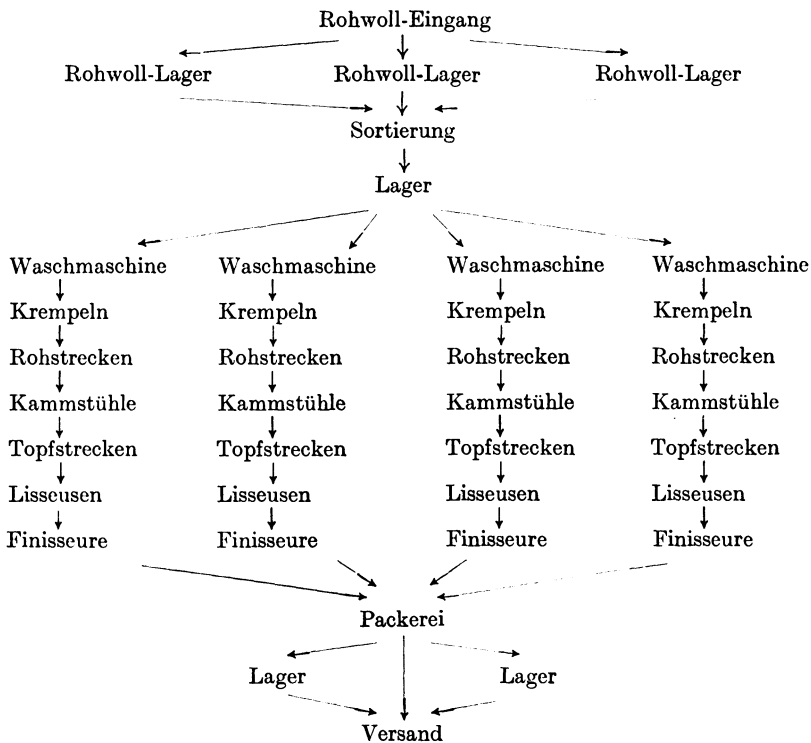 Rohwoll-Eingang
Rohwoll-Lager Rohwoll-Lager Rohwoll-Lager
Sortierung
Lager
Waschmaschine Waschmaschine Waschmaschine Waschmaschine
Krempeln Krempeln Krempeln Krempeln
Rohstrecken Rohstrecken Rohstrecken Rohstrecken
Kammstühle Kammstühle Kammstühle Kammstühle
Topfstrecken Topfstrecken Topfstrecken Topfstrecken
Lisseusen Lisseusen Lisseusen Lisseusen
Finisseure Finisseure Finisseure Finisseure
Packerei
Lager Lager
Versand